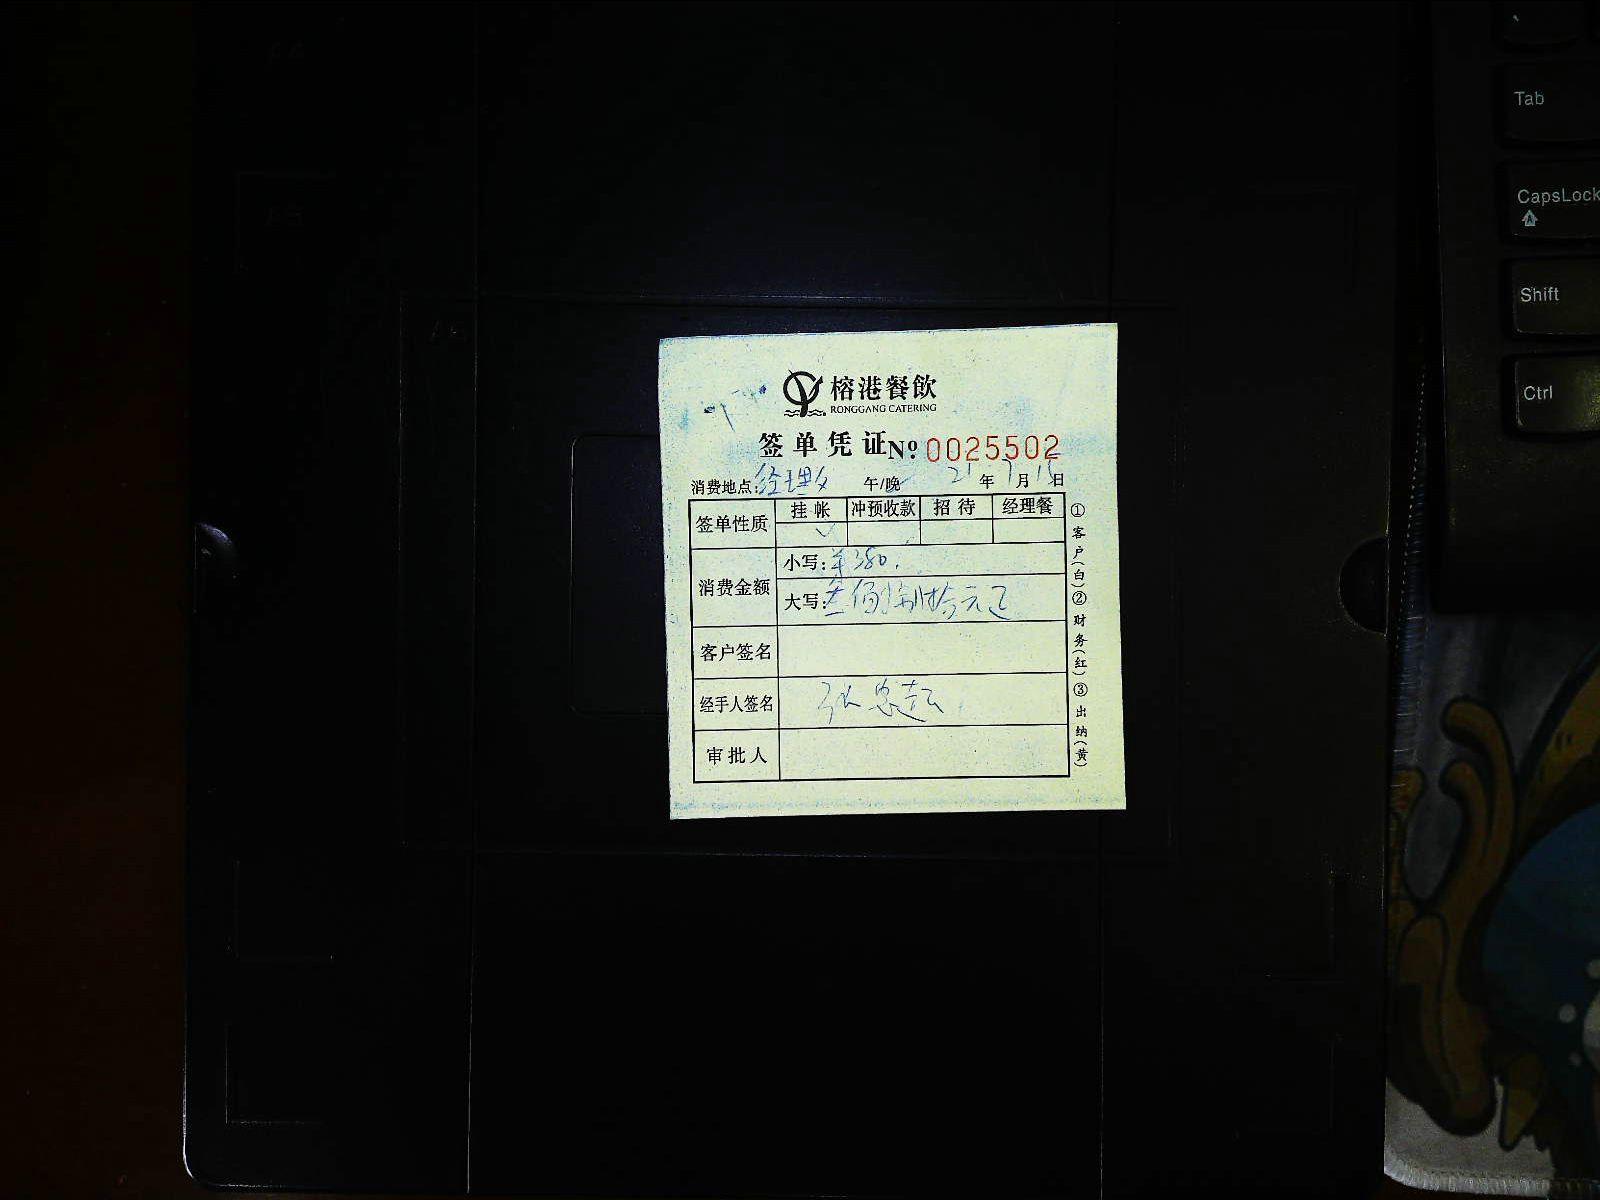 榕港餐飲
RONGGANG CATERING
签单凭证 № 0025502
消费地点: 经理 午/晚 21 年 7 月 15 日
签单性质 挂帐 冲预收款 招待 经理餐
✓
消费金额 小写: ¥380.
大写: 叁佰捌拾元正
客户签名
经手人签名 张忠
审批人
①客户(白)②财务(红)③出纳(黄)
Tab
CapsLock
Shift
Ctrl